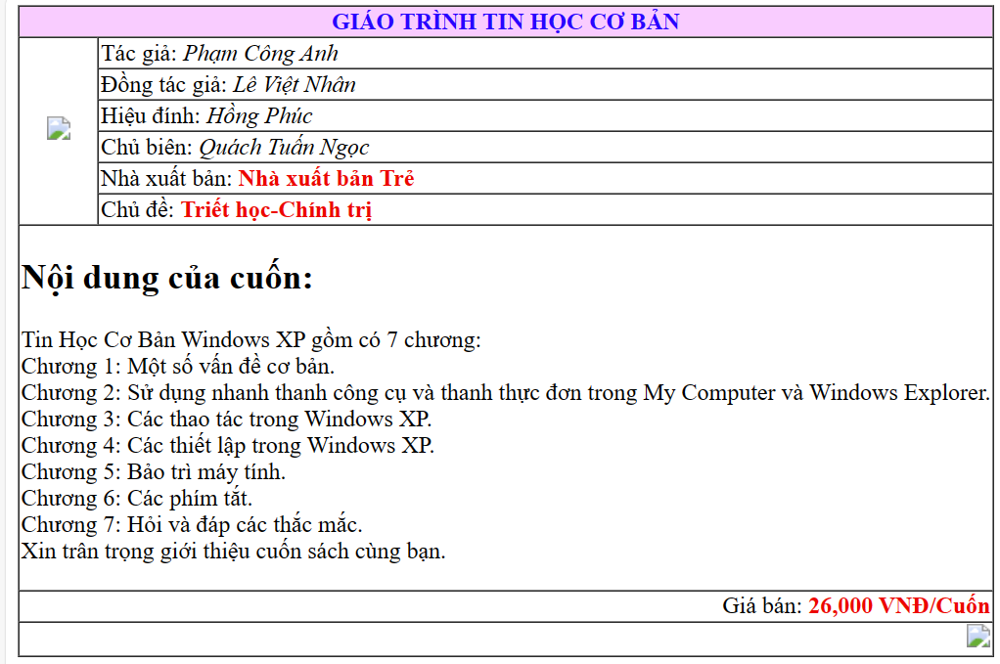 GIÁO TRÌNH TIN HỌC CƠ BẢN
Tác giả: Phạm Công Anh
Đồng tác giả: Lê Việt Nhân
Hiệu đính: Hồng Phúc
Chủ biên: Quách Tuấn Ngọc
Nhà xuất bản: Nhà xuất bản Trẻ
Chủ đề: Triết học-Chính trị
Nội dung của cuốn:
Tin Học Cơ Bản Windows XP gồm có 7 chương:
Chương 1: Một số vấn đề cơ bản.
Chương 2: Sử dụng nhanh thanh công cụ và thanh thực đơn trong My Computer và Windows Explorer.
Chương 3: Các thao tác trong Windows XP.
Chương 4: Các thiết lập trong Windows XP.
Chương 5: Bảo trì máy tính.
Chương 6: Các phím tắt.
Chương 7: Hỏi và đáp các thắc mắc.
Xin trân trọng giới thiệu cuốn sách cùng bạn.
Giá bán: 26,000 VNĐ/Cuốn